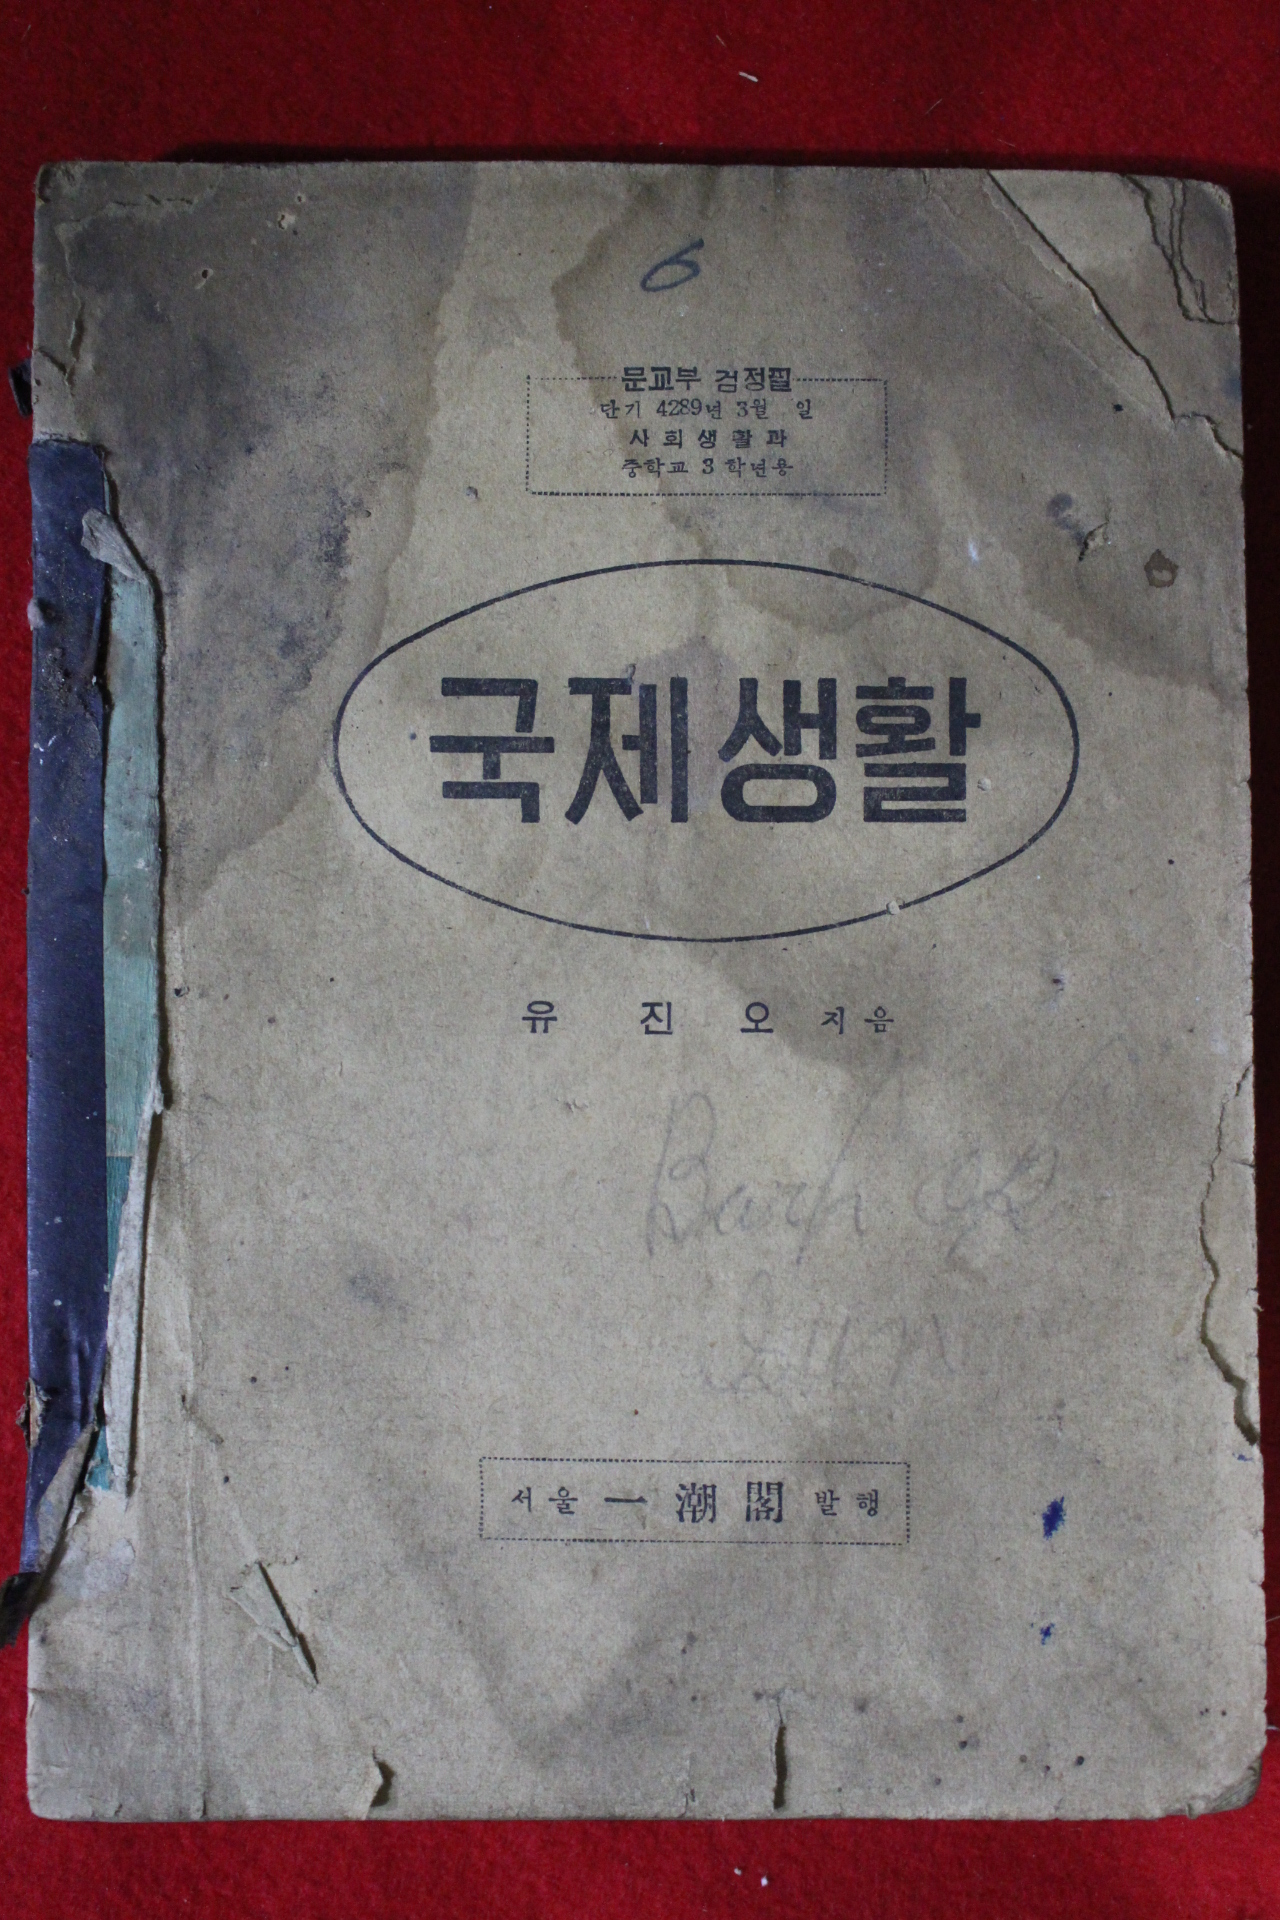 6
문교부 검정필
단기 4289년 3월 일
사회생활과
중학교 3 학년용
국제생활
유 진 오 지음
서울 一潮閣 발행